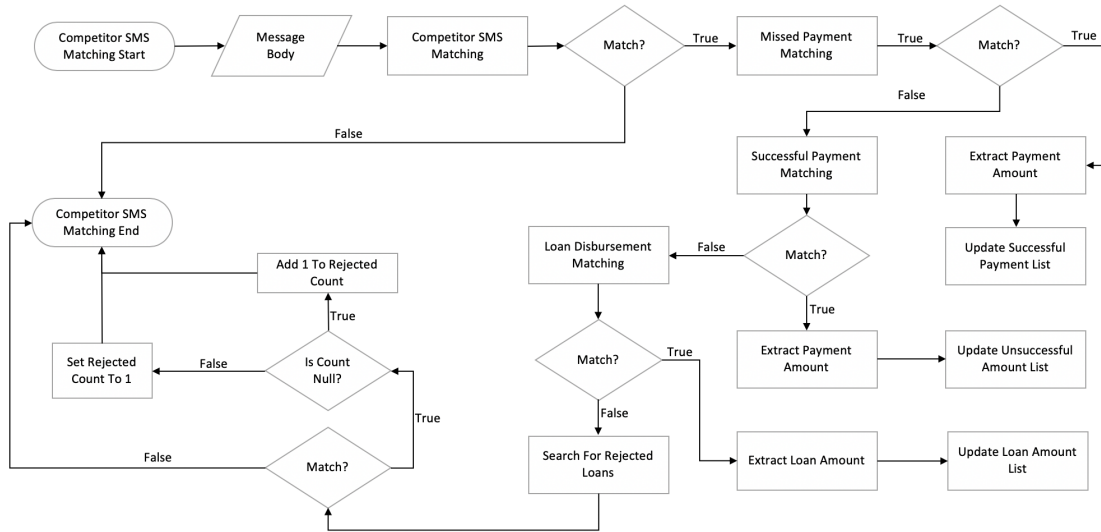 Competitor SMS
Matching Start
Message
Body
Competitor SMS
Matching
Match?
True
Missed Payment
Matching
True
Match?
True
False
False
Successful Payment
Matching
Extract Payment
Amount
Competitor SMS
Matching End
Loan Disbursement
Matching
False
Match?
Update Successful
Payment List
Add 1 To Rejected
Count
True
True
Set Rejected
Count To 1
False
Is Count
Null?
Match?
True
Extract Payment
Amount
Update Unsuccessful
Amount List
True
False
False
Match?
Search For Rejected
Loans
Extract Loan Amount
Update Loan Amount
List